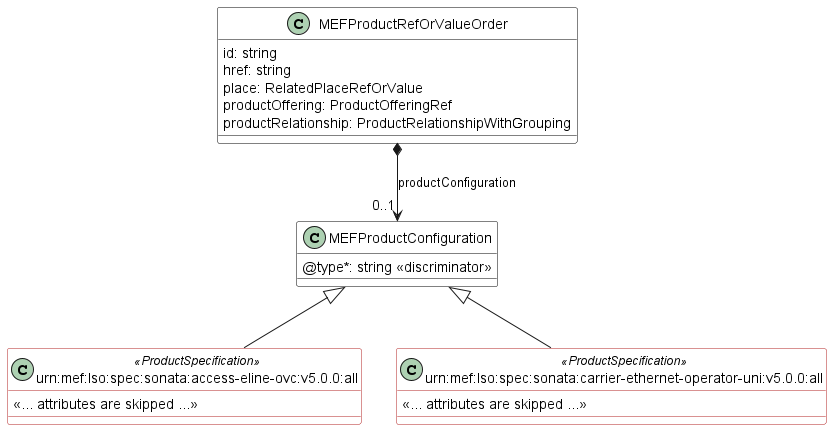 C MEFProductRefOrValueOrder
id: string
href: string
place: RelatedPlaceRefOrValue
productOffering: ProductOfferingRef
productRelationship: ProductRelationshipWithGrouping
productConfiguration
0..1
C MEFProductConfiguration
@type*: string «discriminator»
«ProductSpecification»
C urn:mef:lso:spec:sonata:access-eline-ovc:v5.0.0:all
«... attributes are skipped ...»
«ProductSpecification»
C urn:mef:lso:spec:sonata:carrier-ethernet-operator-uni:v5.0.0:all
«... attributes are skipped ...»